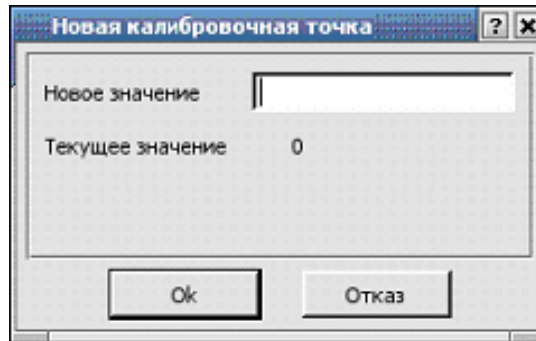 Новая калибровочная точка ? x
Новое значение
Текущее значение 0
Ok Отказ